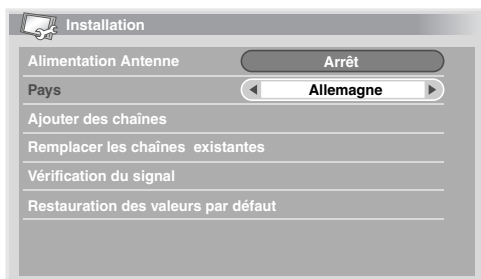 Installation
Alimentation Antenne Arrêt
Pays Allemagne
Ajouter des chaînes
Remplacer les chaînes existantes
Vérification du signal
Restauration des valeurs par défaut